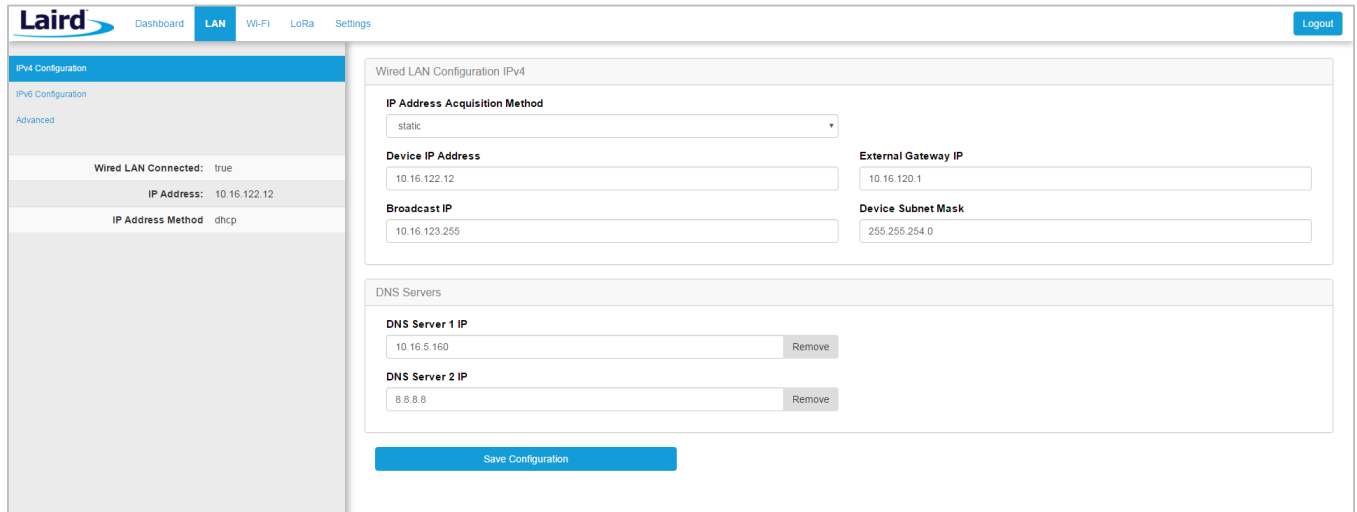 Laird
Dashboard LAN Wi-Fi LoRa Settings Logout
IPv4 Configuration
IPv6 Configuration
Advanced
Wired LAN Connected: true
IP Address: 10.16.122.12
IP Address Method dhcp
Wired LAN Configuration IPv4
IP Address Acquisition Method
static
Device IP Address External Gateway IP
10.16.122.12 10.16.120.1
Broadcast IP Device Subnet Mask
10.16.123.255 255.255.254.0
DNS Servers
DNS Server 1 IP
10.16.5.160 Remove
DNS Server 2 IP
8.8.8.8 Remove
Save Configuration